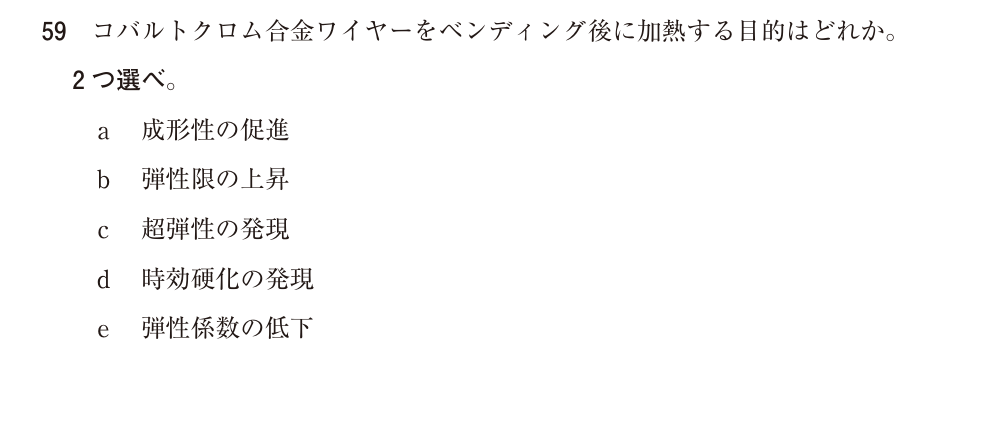 59 コバルトクロム合金ワイヤーをベンディング後に加熱する目的はどれか。
2つ選べ。
a 成形性の促進
b 弾性限の上昇
c 超弾性の発現
d 時効硬化の発現
e 弾性係数の低下